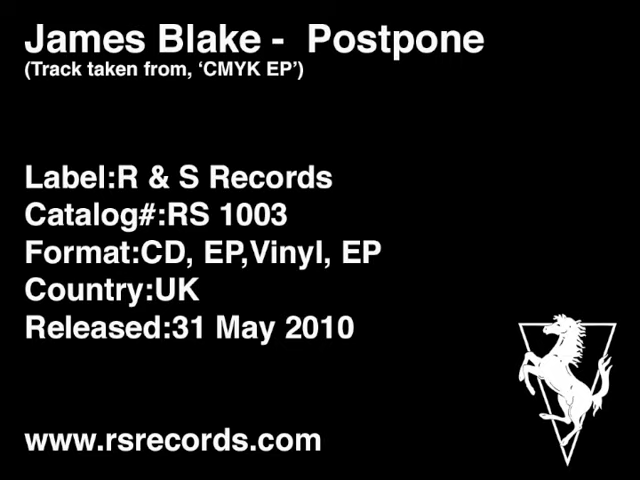 James Blake -  Postpone
(Track taken from, ‘CMYK EP’)
Label:R & S Records
Catalog#:RS 1003
Format:CD, EP,Vinyl, EP
Country:UK
Released:31 May 2010
www.rsrecords.com